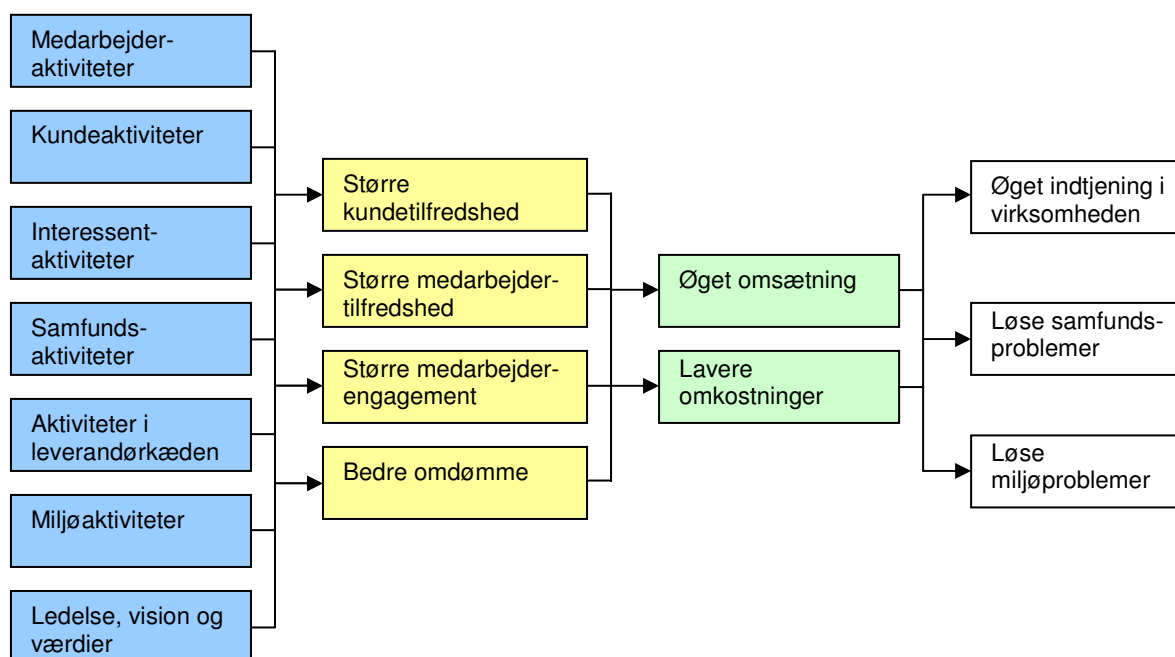 Medarbejder-
aktiviteter
Kundeaktiviteter
Interessent-
aktiviteter
Samfunds-
aktiviteter
Aktiviteter i
leverandørkæden
Miljøaktiviteter
Ledelse, vision og
værdier
Større
kundetilfredshed
Større medarbejder-
tilfredshed
Større medarbejder-
engagement
Bedre omdømme
Øget omsætning
Lavere
omkostninger
Øget indtjening i
virksomheden
Løse samfunds-
problemer
Løse
miljøproblemer